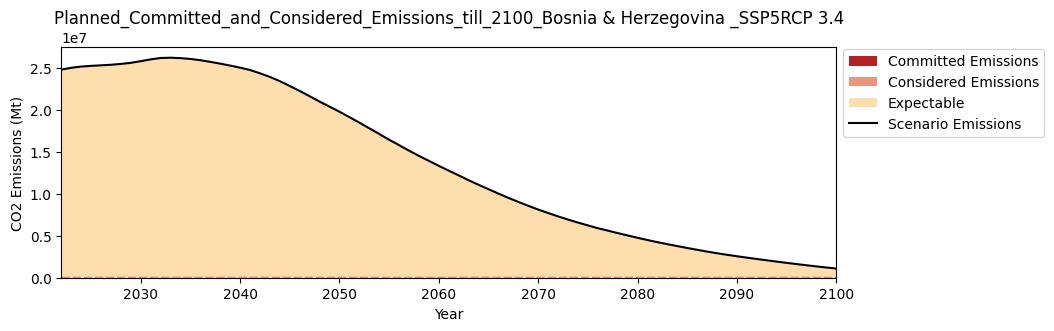 Planned_Committed_and_Considered_Emissions_till_2100_Bosnia & Herzegovina _SSP5RCP 3.4
1e7
2.5
2.0
1.5
1.0
0.5
0.0
CO2 Emissions (Mt)
2030
2040
2050
2060
2070
2080
2090
2100
Year
Committed Emissions
Considered Emissions
Expectable
Scenario Emissions